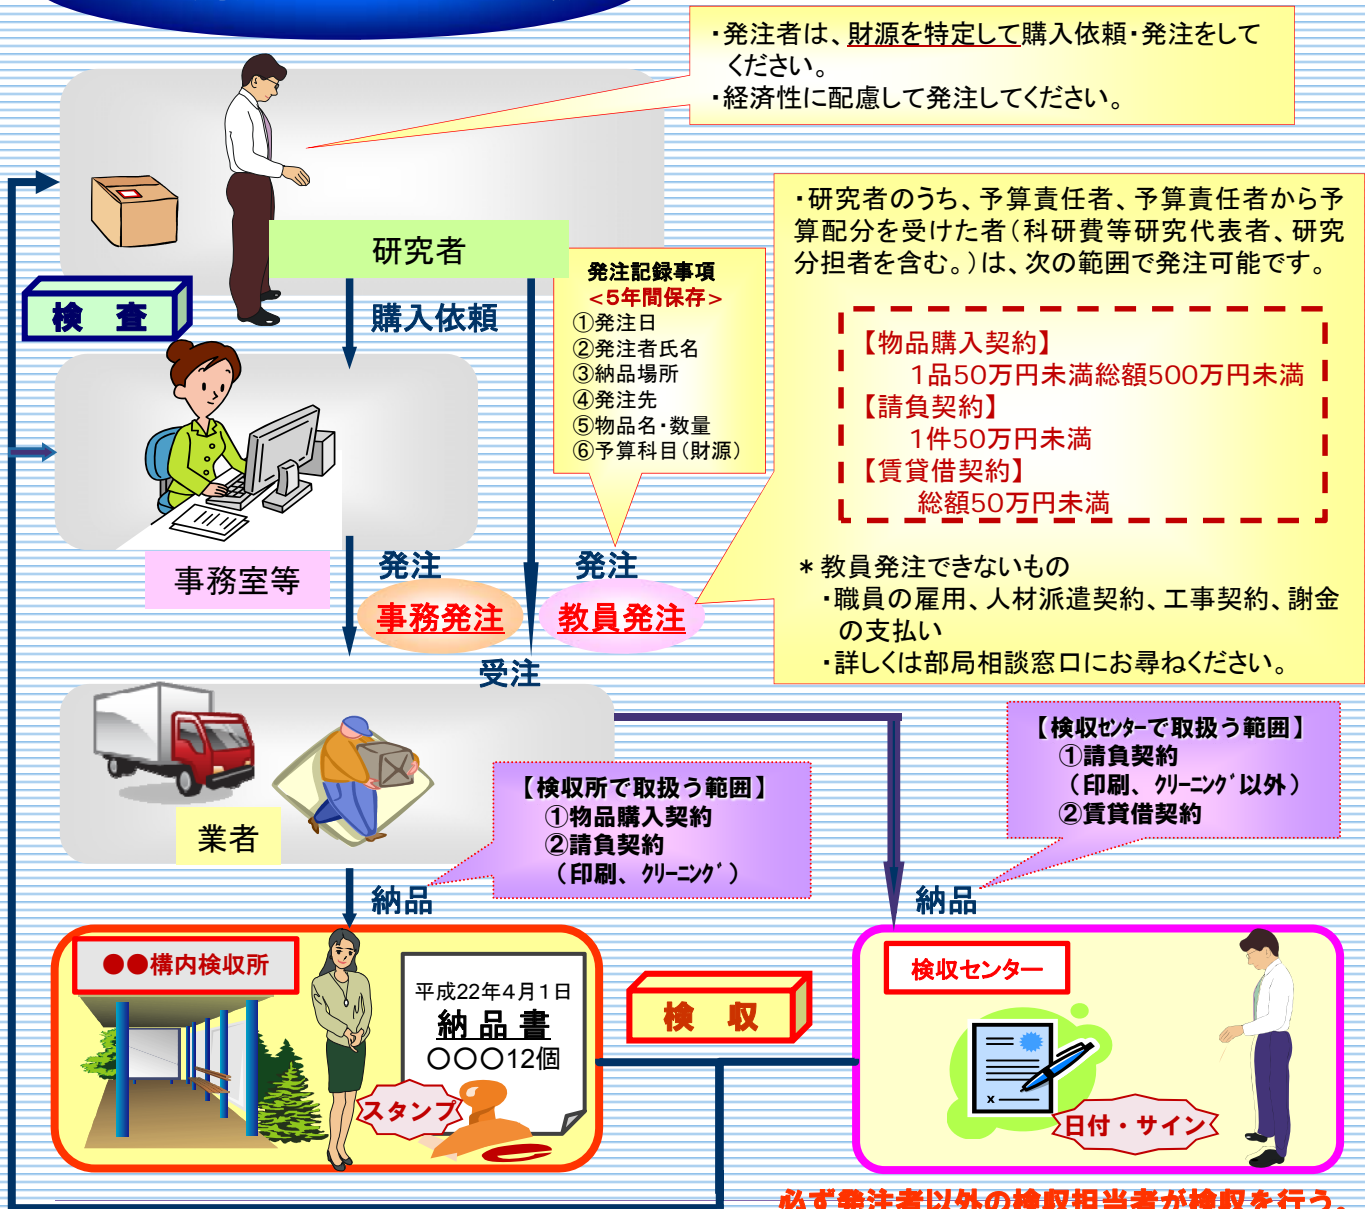 ・発注者は、財源を特定して購入依頼・発注をして
ください。
・経済性に配慮して発注してください。
研究者
検 査
購入依頼
発注記録事項
<5年間保存>
①発注日
②発注者氏名
③納品場所
④発注先
⑤物品名・数量
⑥予算科目(財源)
・研究者のうち、予算責任者、予算責任者から予
算配分を受けた者(科研費等研究代表者、研究
分担者を含む。)は、次の範囲で発注可能です。
【物品購入契約】
1品50万円未満総額500万円未満
【請負契約】
1件50万円未満
【賃貸借契約】
総額50万円未満
＊教員発注できないもの
・職員の雇用、人材派遣契約、工事契約、謝金
の支払い
・詳しくは部局相談窓口にお尋ねください。
事務室等
発注
事務発注
発注
教員発注
受注
業者
【検収所で取扱う範囲】
①物品購入契約
②請負契約
(印刷、ｸﾘｰﾆﾝｸﾞ)
【検収ｾﾝﾀｰで取扱う範囲】
①請負契約
(印刷、ｸﾘｰﾆﾝｸﾞ以外)
②賃貸借契約
納品
納品
●●構内検収所
平成22年4月1日
納 品 書
〇〇〇12個
スタンプ
検 収
検収センター
x
日付・サイン
必ず発注者以外の検収担当者が検収を行う。